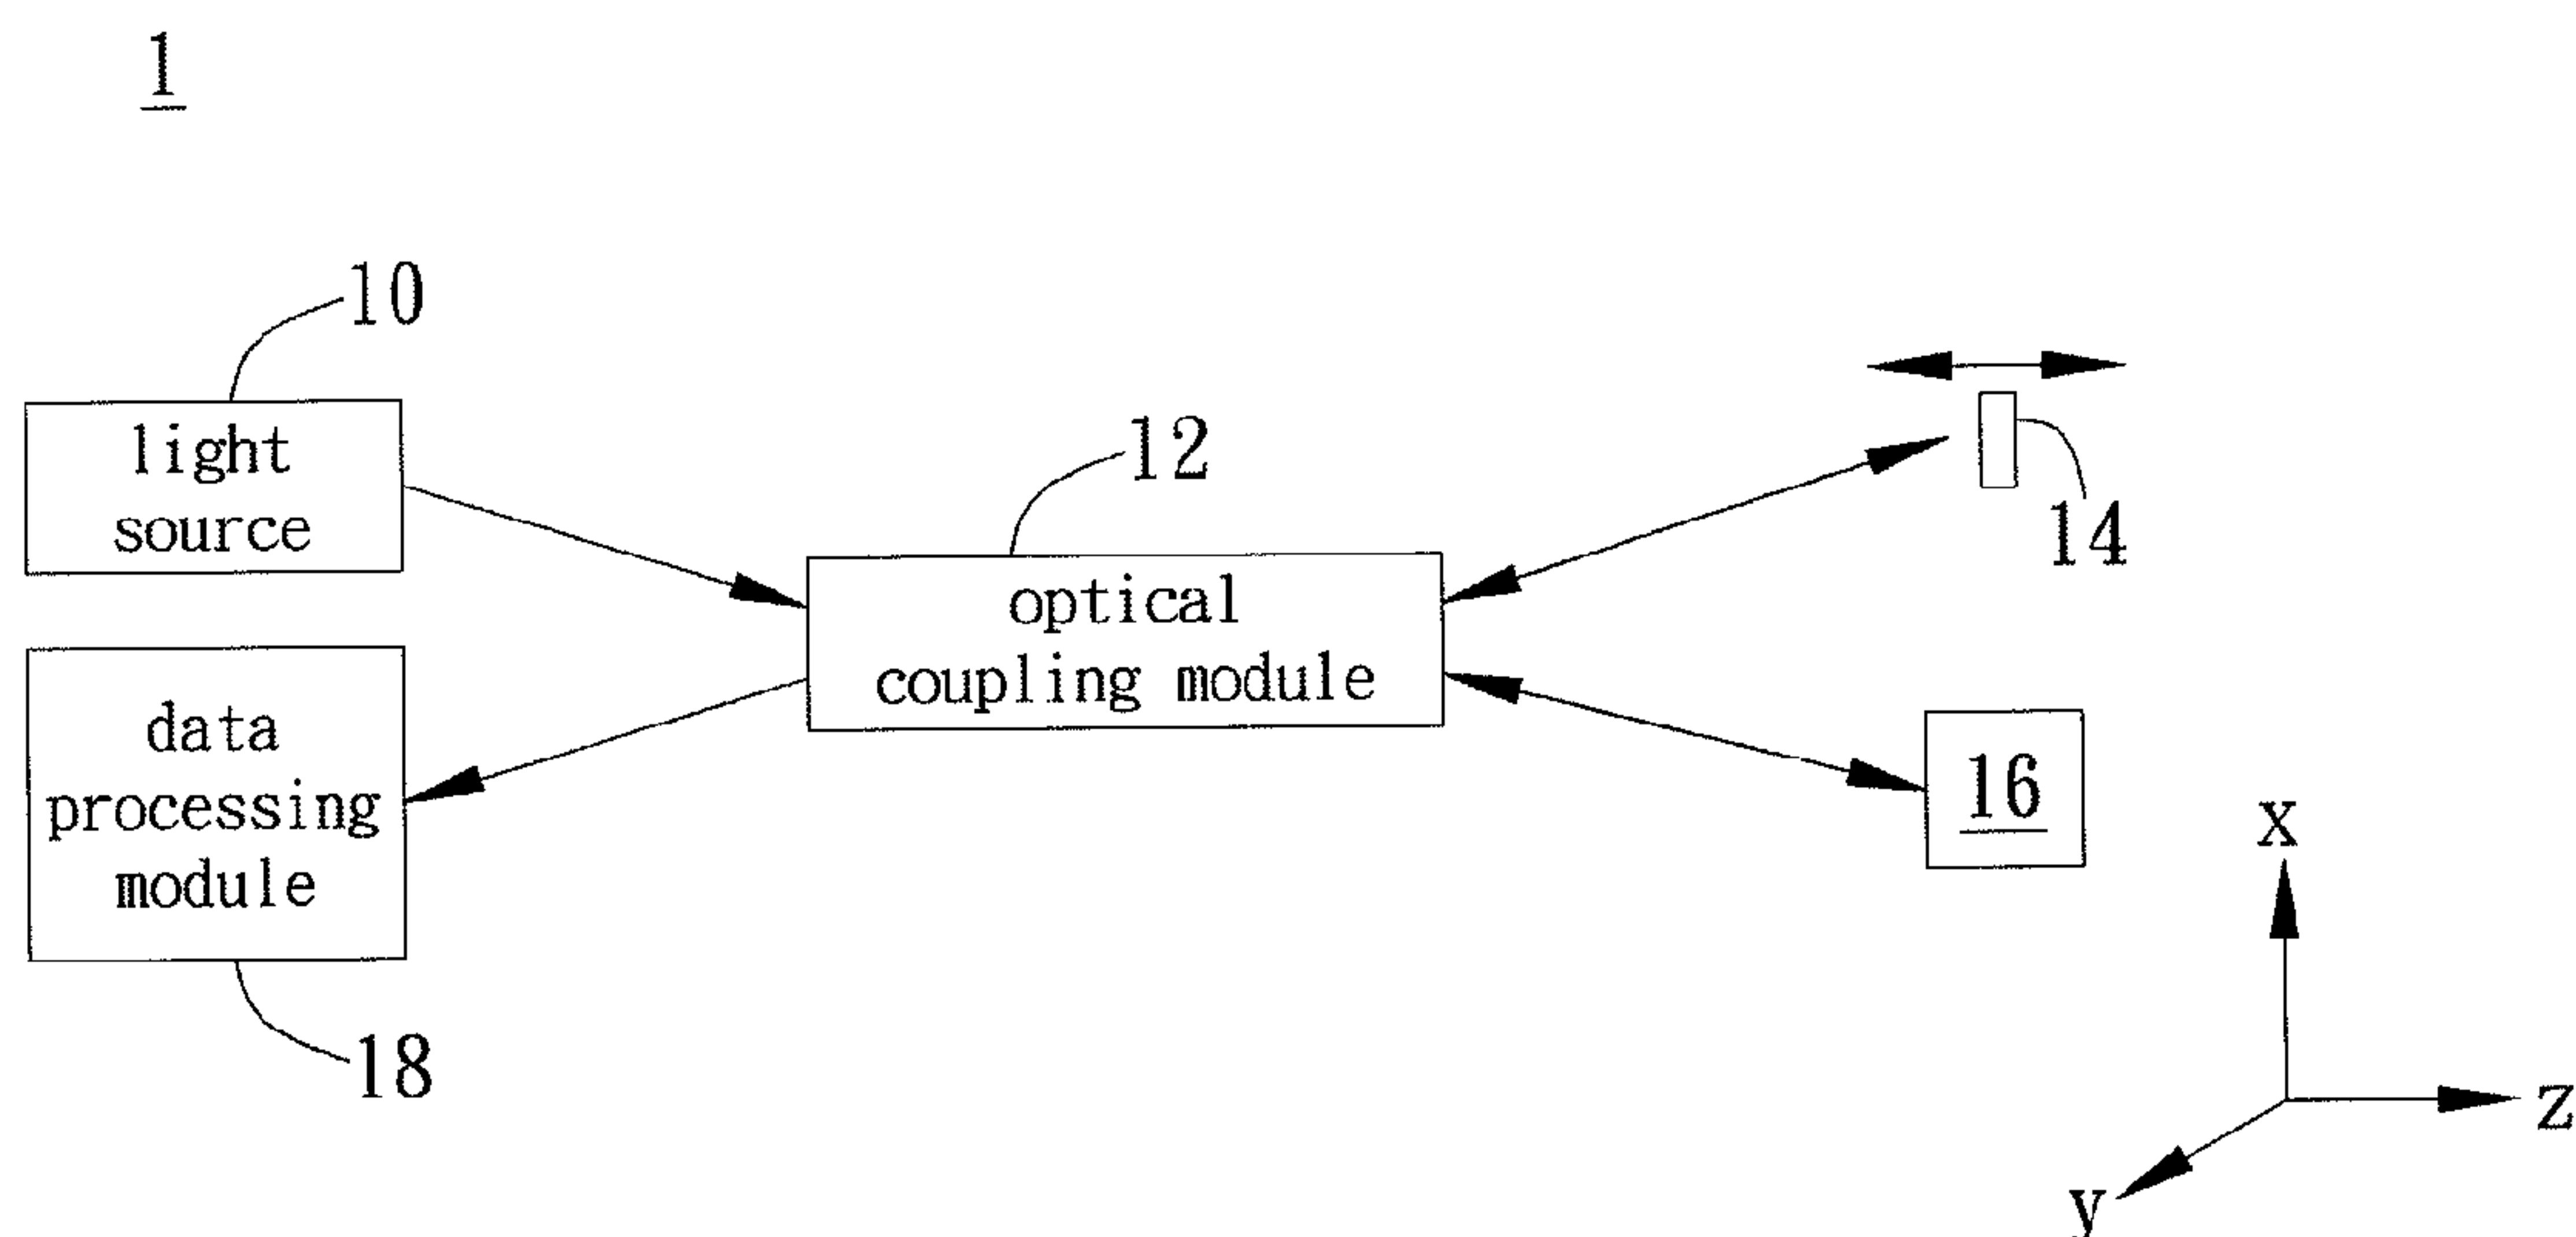 1
10
light
source
12
optical
coupling module
14
data
processing
module
16
18
x
z
y